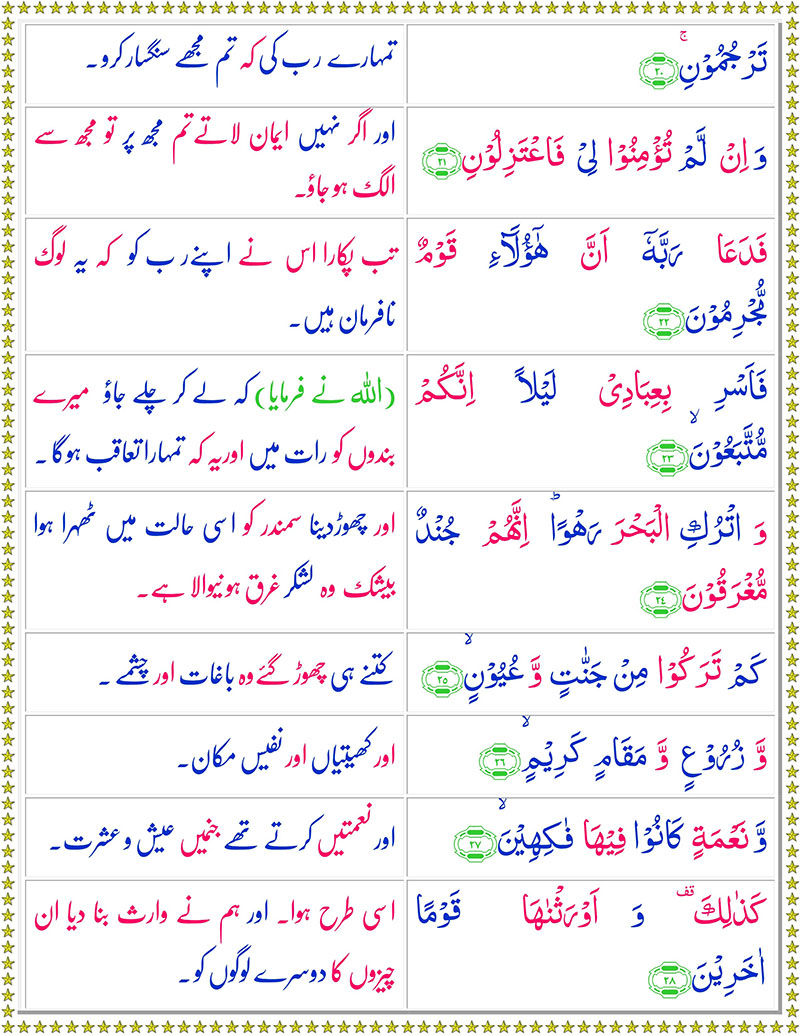 تَرْجُمُوْنِ ۚ ۲۰
تمہارے رب کی کہ تم مجھے سنگسار کرو۔
وَ اِنْ لَّمْ تُؤْمِنُوْا لِیْ فَاعْتَزِلُوْنِ ۲۱
اور اگر نہیں ایمان لاتے تم مجھ پر تو مجھ سے
الگ ہو جاؤ۔
فَدَعَا رَبَّهٗۤ اَنَّ هٰۤؤُلَآءِ قَوْمٌ
مُّجْرِمُوْنَ ۲۲
تب پکارا اس نے اپنے رب کو کہ یہ لوگ
نافرمان ہیں۔
فَاَسْرِ بِعِبَادِیْ لَیْلًا اِنَّكُمْ
مُّتَّبَعُوْنَ ۙ ۲۳
(اللہ نے فرمایا) کہ لے کر چلے جاؤ میرے
بندوں کو رات میں اور یہ کہ تمہارا تعاقب ہوگا۔
وَ اتْرُكِ الْبَحْرَ رَهْوًا ؕ اِنَّهُمْ جُنْدٌ
مُّغْرَقُوْنَ ۲۴
اور چھوڑ دینا سمندر کو اسی حالت میں ٹھہرا ہوا
بیشک وہ لشکر غرق ہونیوالا ہے۔
كَمْ تَرَكُوْا مِنْ جَنّٰتٍ وَّ عُیُوْنٍ ۙ ۲۵
کتنے ہی چھوڑ گئے وہ باغات اور چشمے ۔
وَّ زُرُوْعٍ وَّ مَقَامٍ كَرِیْمٍ ۙ ۲۶
اور کھیتیاں اور نفیس مکان۔
وَّ نَعْمَةٍ كَانُوْا فِیْهَا فٰكِهِیْنَ ۙ ۲۷
اور نعمتیں کرتے تھے جنمیں عیش و عشرت۔
كَذٰلِكَ ۫ وَ اَوْرَثْنٰهَا قَوْمًا
اٰخَرِیْنَ ۲۸
اسی طرح ہوا۔ اور ہم نے وارث بنا دیا ان
چیزوں کا دوسرے لوگوں کو۔